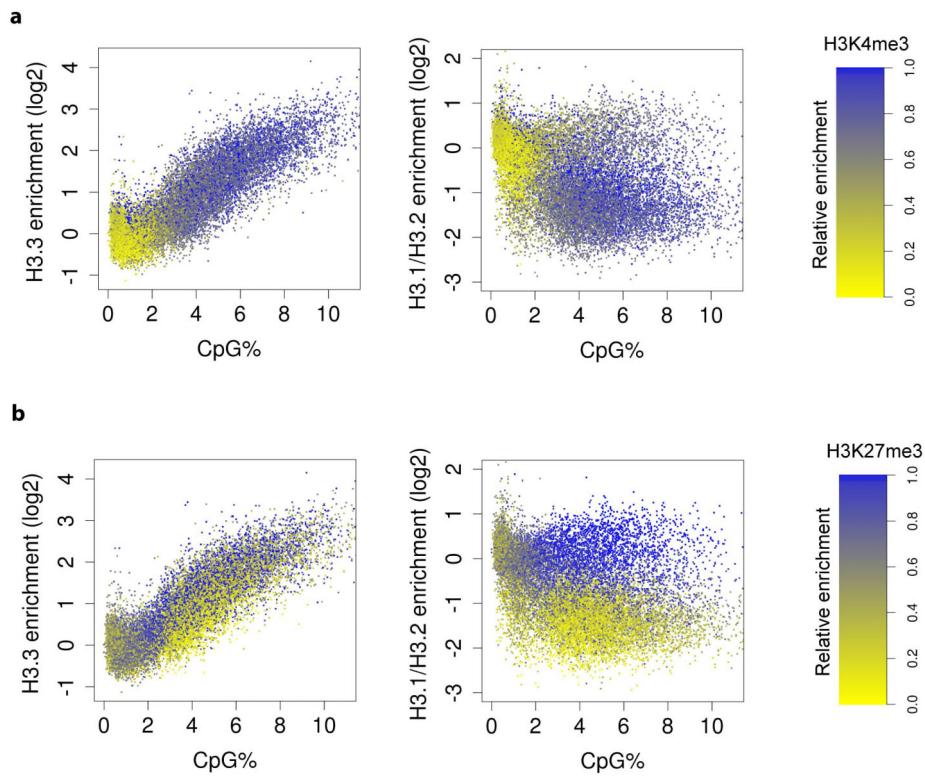 a
H3.3 enrichment (log2)
4
3
2
1
0
-1
0 2 4 6 8 10
CpG%
H3.1/H3.2 enrichment (log2)
2
1
0
-1
-2
-3
0 2 4 6 8 10
CpG%
H3K4me3
Relative enrichment
1.0
0.8
0.6
0.4
0.2
0.0
b
H3.3 enrichment (log2)
4
3
2
1
0
-1
0 2 4 6 8 10
CpG%
H3.1/H3.2 enrichment (log2)
2
1
0
-1
-2
-3
0 2 4 6 8 10
CpG%
H3K27me3
Relative enrichment
1.0
0.8
0.6
0.4
0.2
0.0